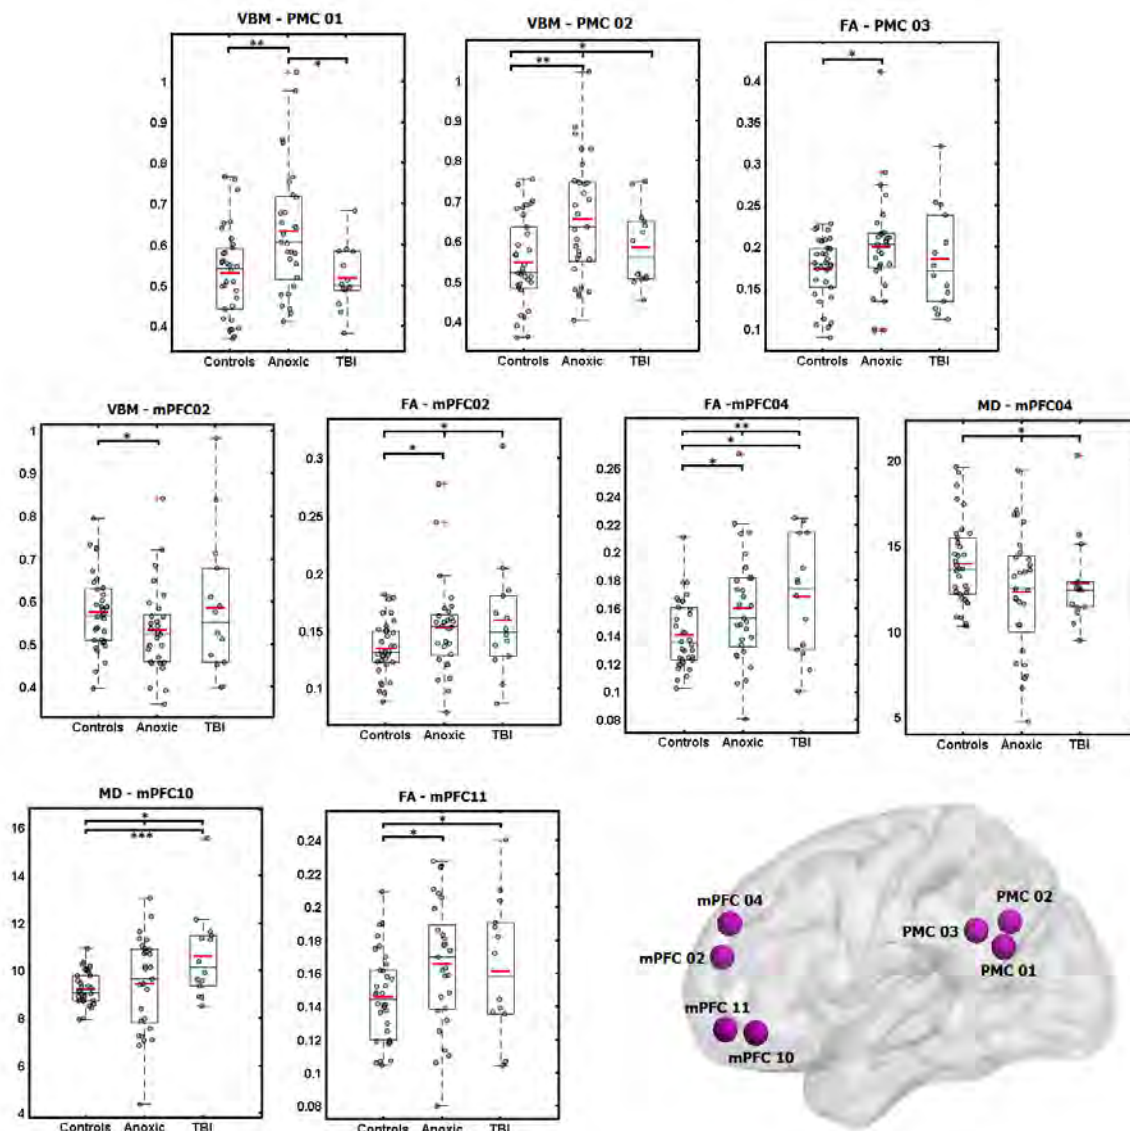 VBM - PMC 01
VBM - PMC 02
FA - PMC 03
** *
* **
*
1
0.9
0.8
0.7
0.6
0.5
0.4
Controls Anoxic TBI
1
0.9
0.8
0.7
0.6
0.5
0.4
Controls Anoxic TBI
0.4
0.35
0.3
0.25
0.2
0.15
0.1
Controls Anoxic TBI
VBM - mPFC02
FA - mPFC02
FA -mPFC04
MD - mPFC04
*
* *
** * *
*
1
0.9
0.8
0.7
0.6
0.5
0.4
Controls Anoxic TBI
0.3
0.25
0.2
0.15
0.1
Controls Anoxic TBI
0.26
0.24
0.22
0.2
0.18
0.16
0.14
0.12
0.1
0.08
Controls Anoxic TBI
20
15
10
5
Controls Anoxic TBI
MD - mPFC10
FA - mPFC11
*
***
* *
16
14
12
10
8
6
4
Controls Anoxic TBI
0.24
0.22
0.2
0.18
0.16
0.14
0.12
0.1
0.08
Controls Anoxic TBI
mPFC 04
PMC 02
PMC 03
mPFC 02
PMC 01
mPFC 11
mPFC 10